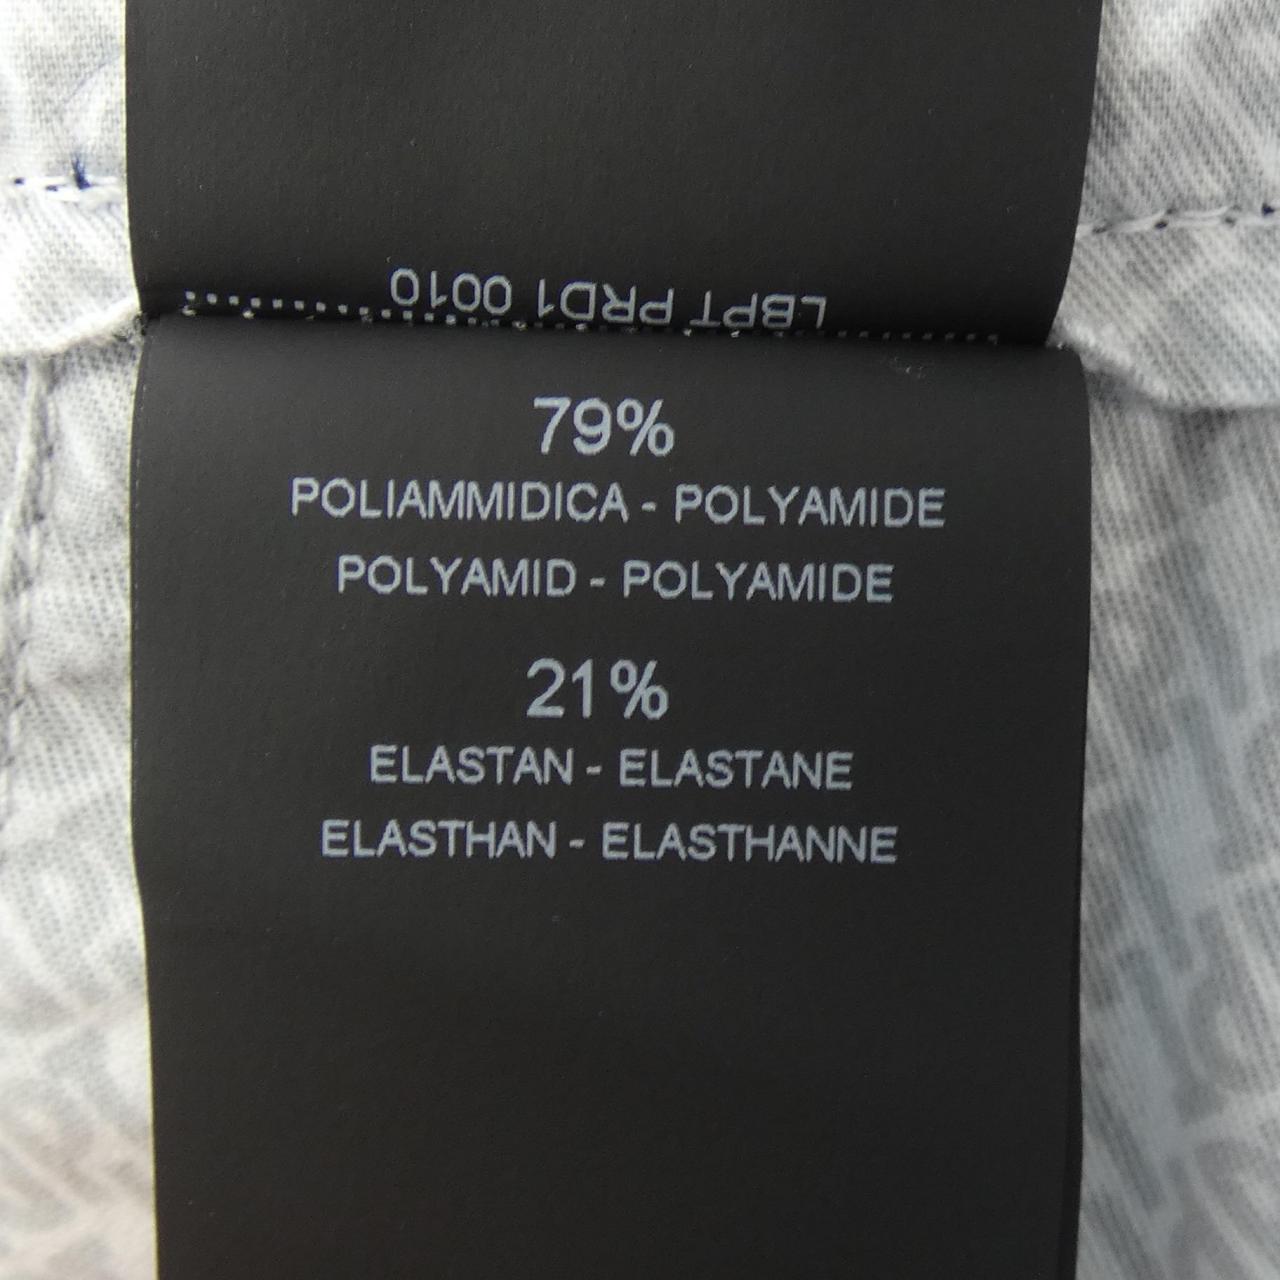 LBPT PRD1 0010
79%
POLIAMMIDICA - POLYAMIDE
POLYAMID - POLYAMIDE
21%
ELASTAN - ELASTANE
ELASTHAN - ELASTHANNE